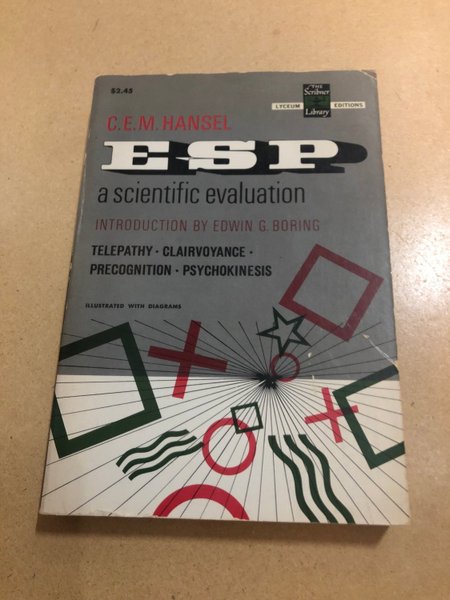 $2.45
LYCEUM THE Scribner Library EDITIONS
C.E.M. HANSEL
ESP
a scientific evaluation
INTRODUCTION BY EDWIN G. BORING
TELEPATHY · CLAIRVOYANCE ·
PRECOGNITION · PSYCHOKINESIS
ILLUSTRATED WITH DIAGRAMS